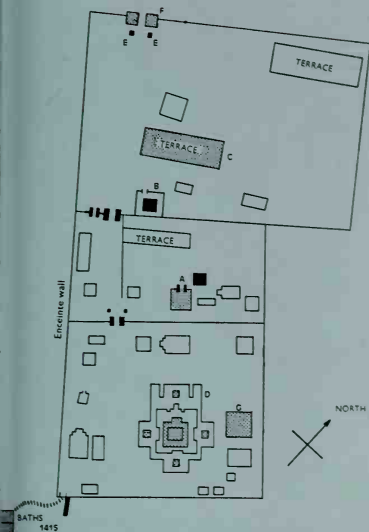 F
E E
TERRACE
TERRACE
C
B
TERRACE
A
Enceinte wall
D
G
NORTH
BATHS
1415